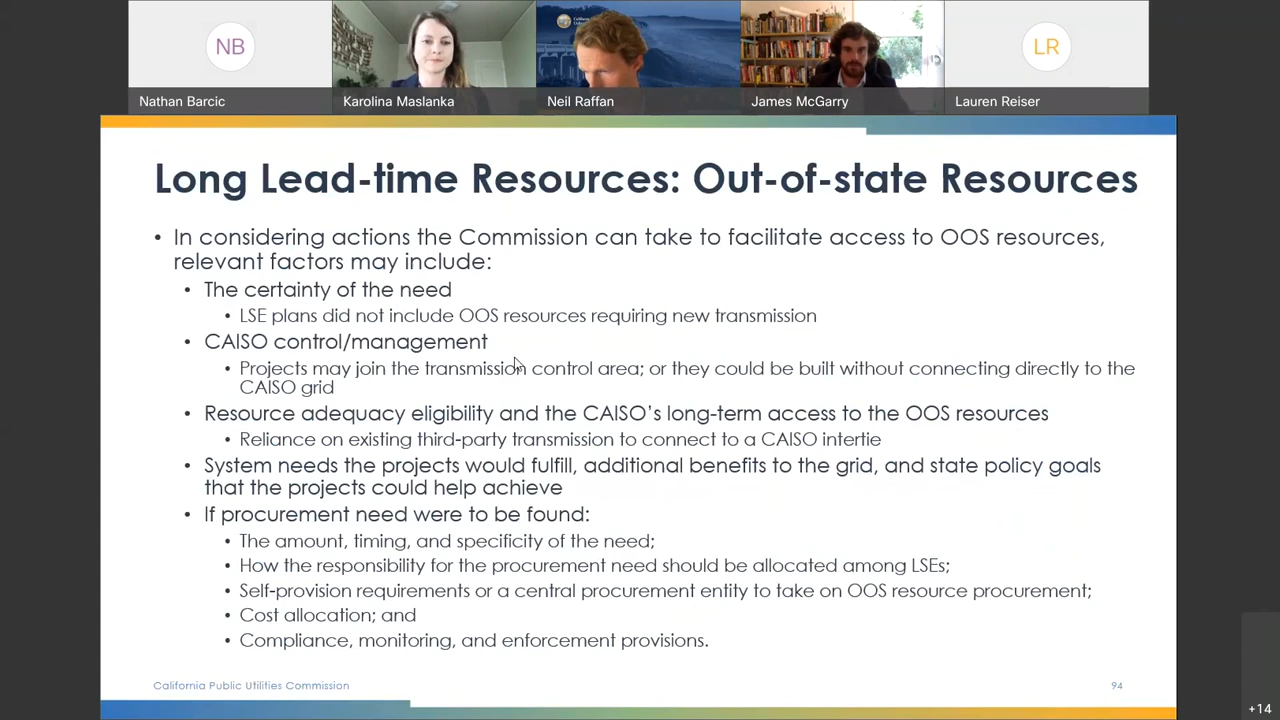 NB
LR
Nathan Barcic
Karolina Maslanka
Neil Raffan
James McGarry
Lauren Reiser
Long Lead-time Resources: Out-of-state Resources
• In considering actions the Commission can take to facilitate access to OOS resources,
relevant factors may include:
• The certainty of the need
• LSE plans did not include OOS resources requiring new transmission
• CAISO control/management
• Projects may join the transmission control area; or they could be built without connecting directly to the
CAISO grid
• Resource adequacy eligibility and the CAISO's long-term access to the OOS resources
• Reliance on existing third-party transmission to connect to a CAISO intertie
• System needs the projects would fulfill, additional benefits to the grid, and state policy goals
that the projects could help achieve
• If procurement need were to be found:
• The amount, timing, and specificity of the need;
• How the responsibility for the procurement need should be allocated among LSEs;
• Self-provision requirements or a central procurement entity to take on OOS resource procurement;
• Cost allocation; and
• Compliance, monitoring, and enforcement provisions.
California Public Utilities Commission
94
+14